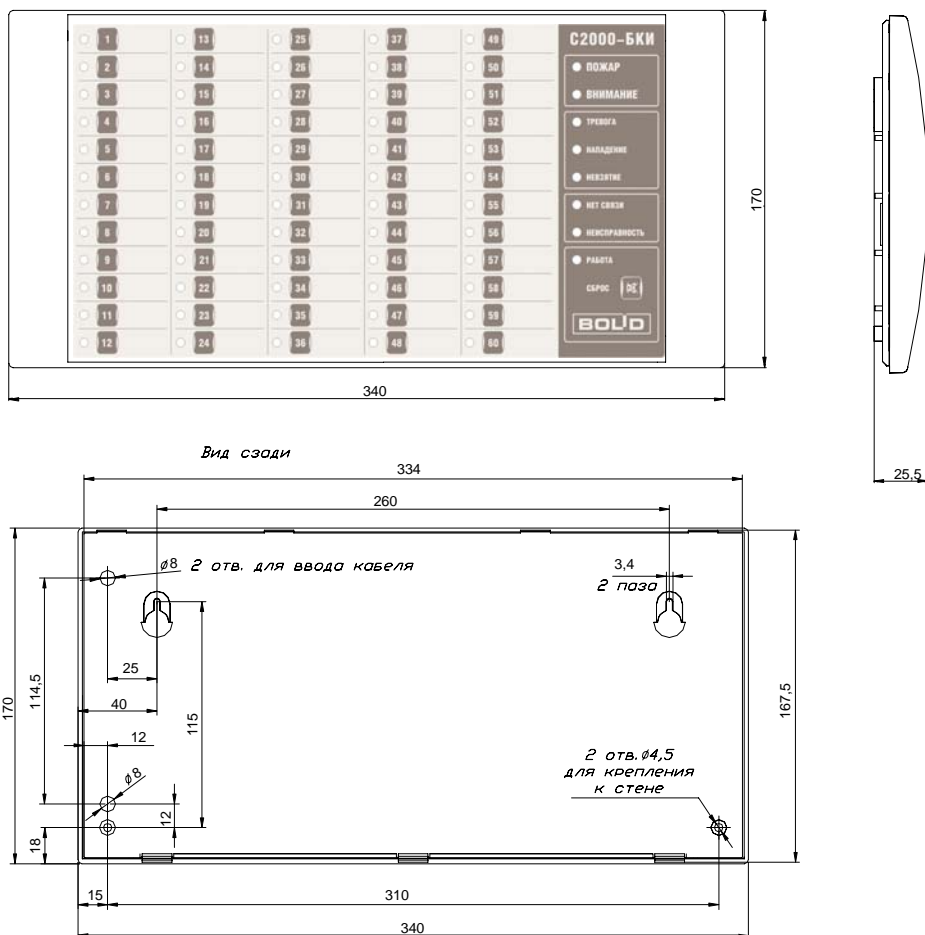 1 13 25 37 49 С2000-БКИ
2 14 26 38 50 ПОЖАР
3 15 27 39 51 ВНИМАНИЕ
4 16 28 40 52 ТРЕВОГА
5 17 29 41 53 НАПАДЕНИЕ
6 18 30 42 54 НЕВЗЯТИЕ
7 19 31 43 55 НЕТ СВЯЗИ
8 20 32 44 56 НЕИСПРАВНОСТЬ
9 21 33 45 57 РАБОТА
10 22 34 46 58 СБРОС
11 23 35 47 59 BOLID
12 24 36 48 60
170
340
25,5
Вид сзади
334
260
ø8 2 отв. для ввода кабеля
3,4
2 паза
25
114,5
170
40
115
167,5
12
2 отв. ø4,5
для крепления
к стене
ø8
12
18
15
310
340